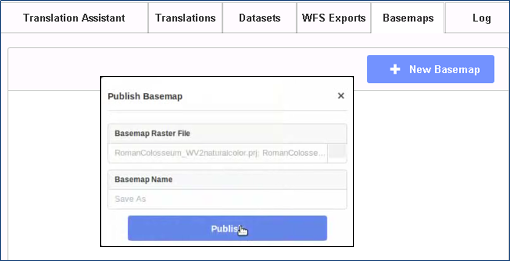 Translation Assistant
Translations
Datasets
WFS Exports
Basemaps
Log
+ New Basemap
Publish Basemap ×
Basemap Raster File
RomanColosseum_WV2naturalcolor.prj; RomanColosse...
Basemap Name
Save As
Publish